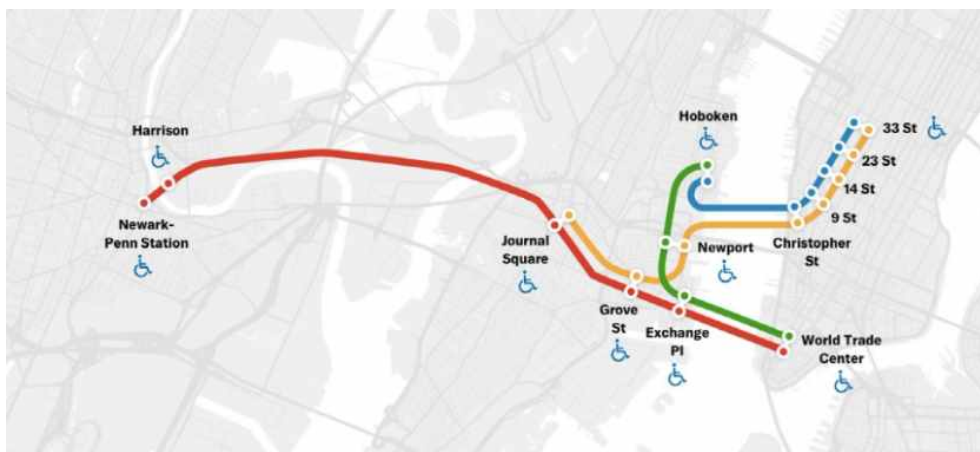 Harrison
Newark-
Penn Station
Journal
Square
Grove
St
Exchange
Pl
Hoboken
Newport
Christopher
St
33 St
23 St
14 St
9 St
World Trade
Center